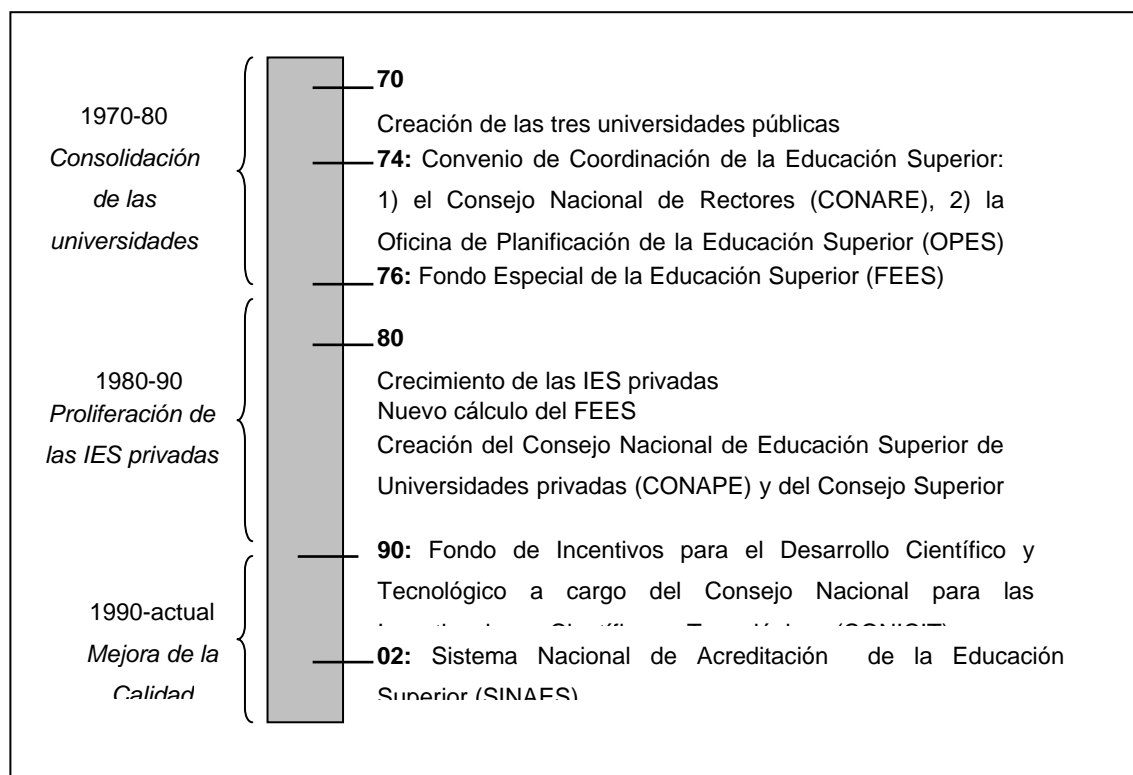 1970-80
Consolidación
de las
universidades
70
Creación de las tres universidades públicas
74: Convenio de Coordinación de la Educación Superior:
1) el Consejo Nacional de Rectores (CONARE), 2) la
Oficina de Planificación de la Educación Superior (OPES)
76: Fondo Especial de la Educación Superior (FEES)
1980-90
Proliferación de
las IES privadas
80
Crecimiento de las IES privadas
Nuevo cálculo del FEES
Creación del Consejo Nacional de Educación Superior de
Universidades privadas (CONAPE) y del Consejo Superior
1990-actual
Mejora de la
Calidad
90: Fondo de Incentivos para el Desarrollo Científico y
Tecnológico a cargo del Consejo Nacional para las
02: Sistema Nacional de Acreditación de la Educación
Superior (SINAES)